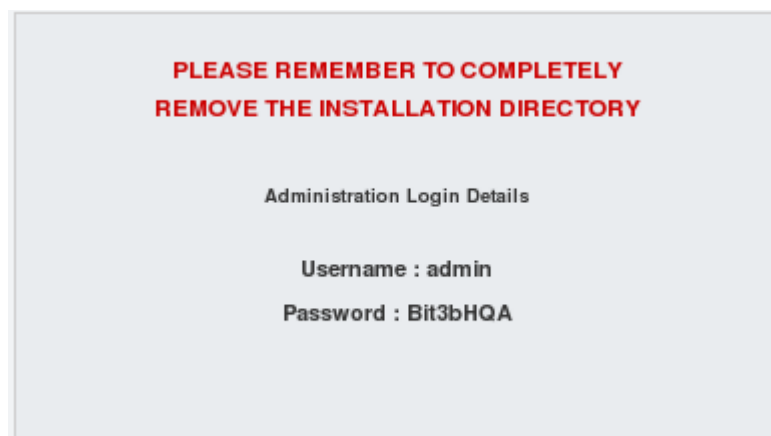 PLEASE REMEMBER TO COMPLETELY
REMOVE THE INSTALLATION DIRECTORY
Administration Login Details
Username : admin
Password : Bit3bHQA